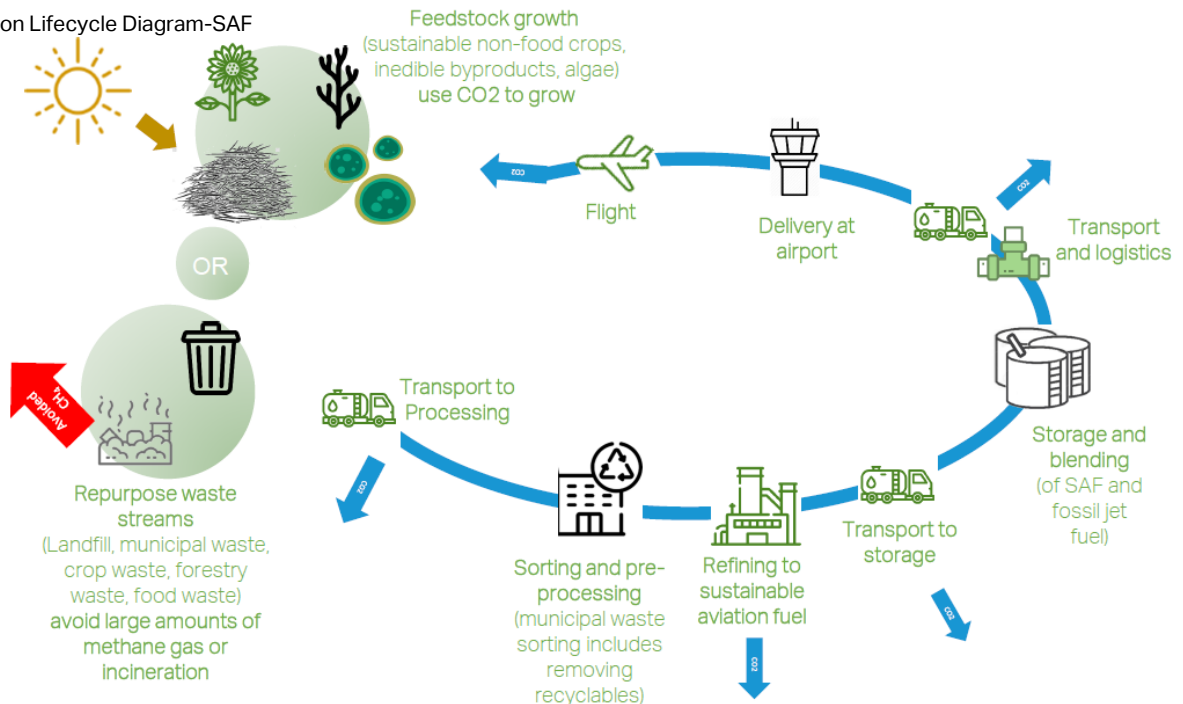 on Lifecycle Diagram-SAF
Feedstock growth
(sustainable non-food crops,
inedible byproducts, algae)
use CO2 to grow
CO2
Flight
Delivery at
airport
CO2
Transport
and logistics
OR
Avoided
CH₄
Transport to
Processing
CO2
Storage and
blending
(of SAF and
fossil jet
fuel)
Repurpose waste
streams
(Landfill, municipal waste,
crop waste, forestry
waste, food waste)
avoid large amounts of
methane gas or
incineration
Sorting and pre-
processing
(municipal waste
sorting includes
removing
recyclables)
Refining to
sustainable
aviation fuel
CO2
Transport to
storage
CO2